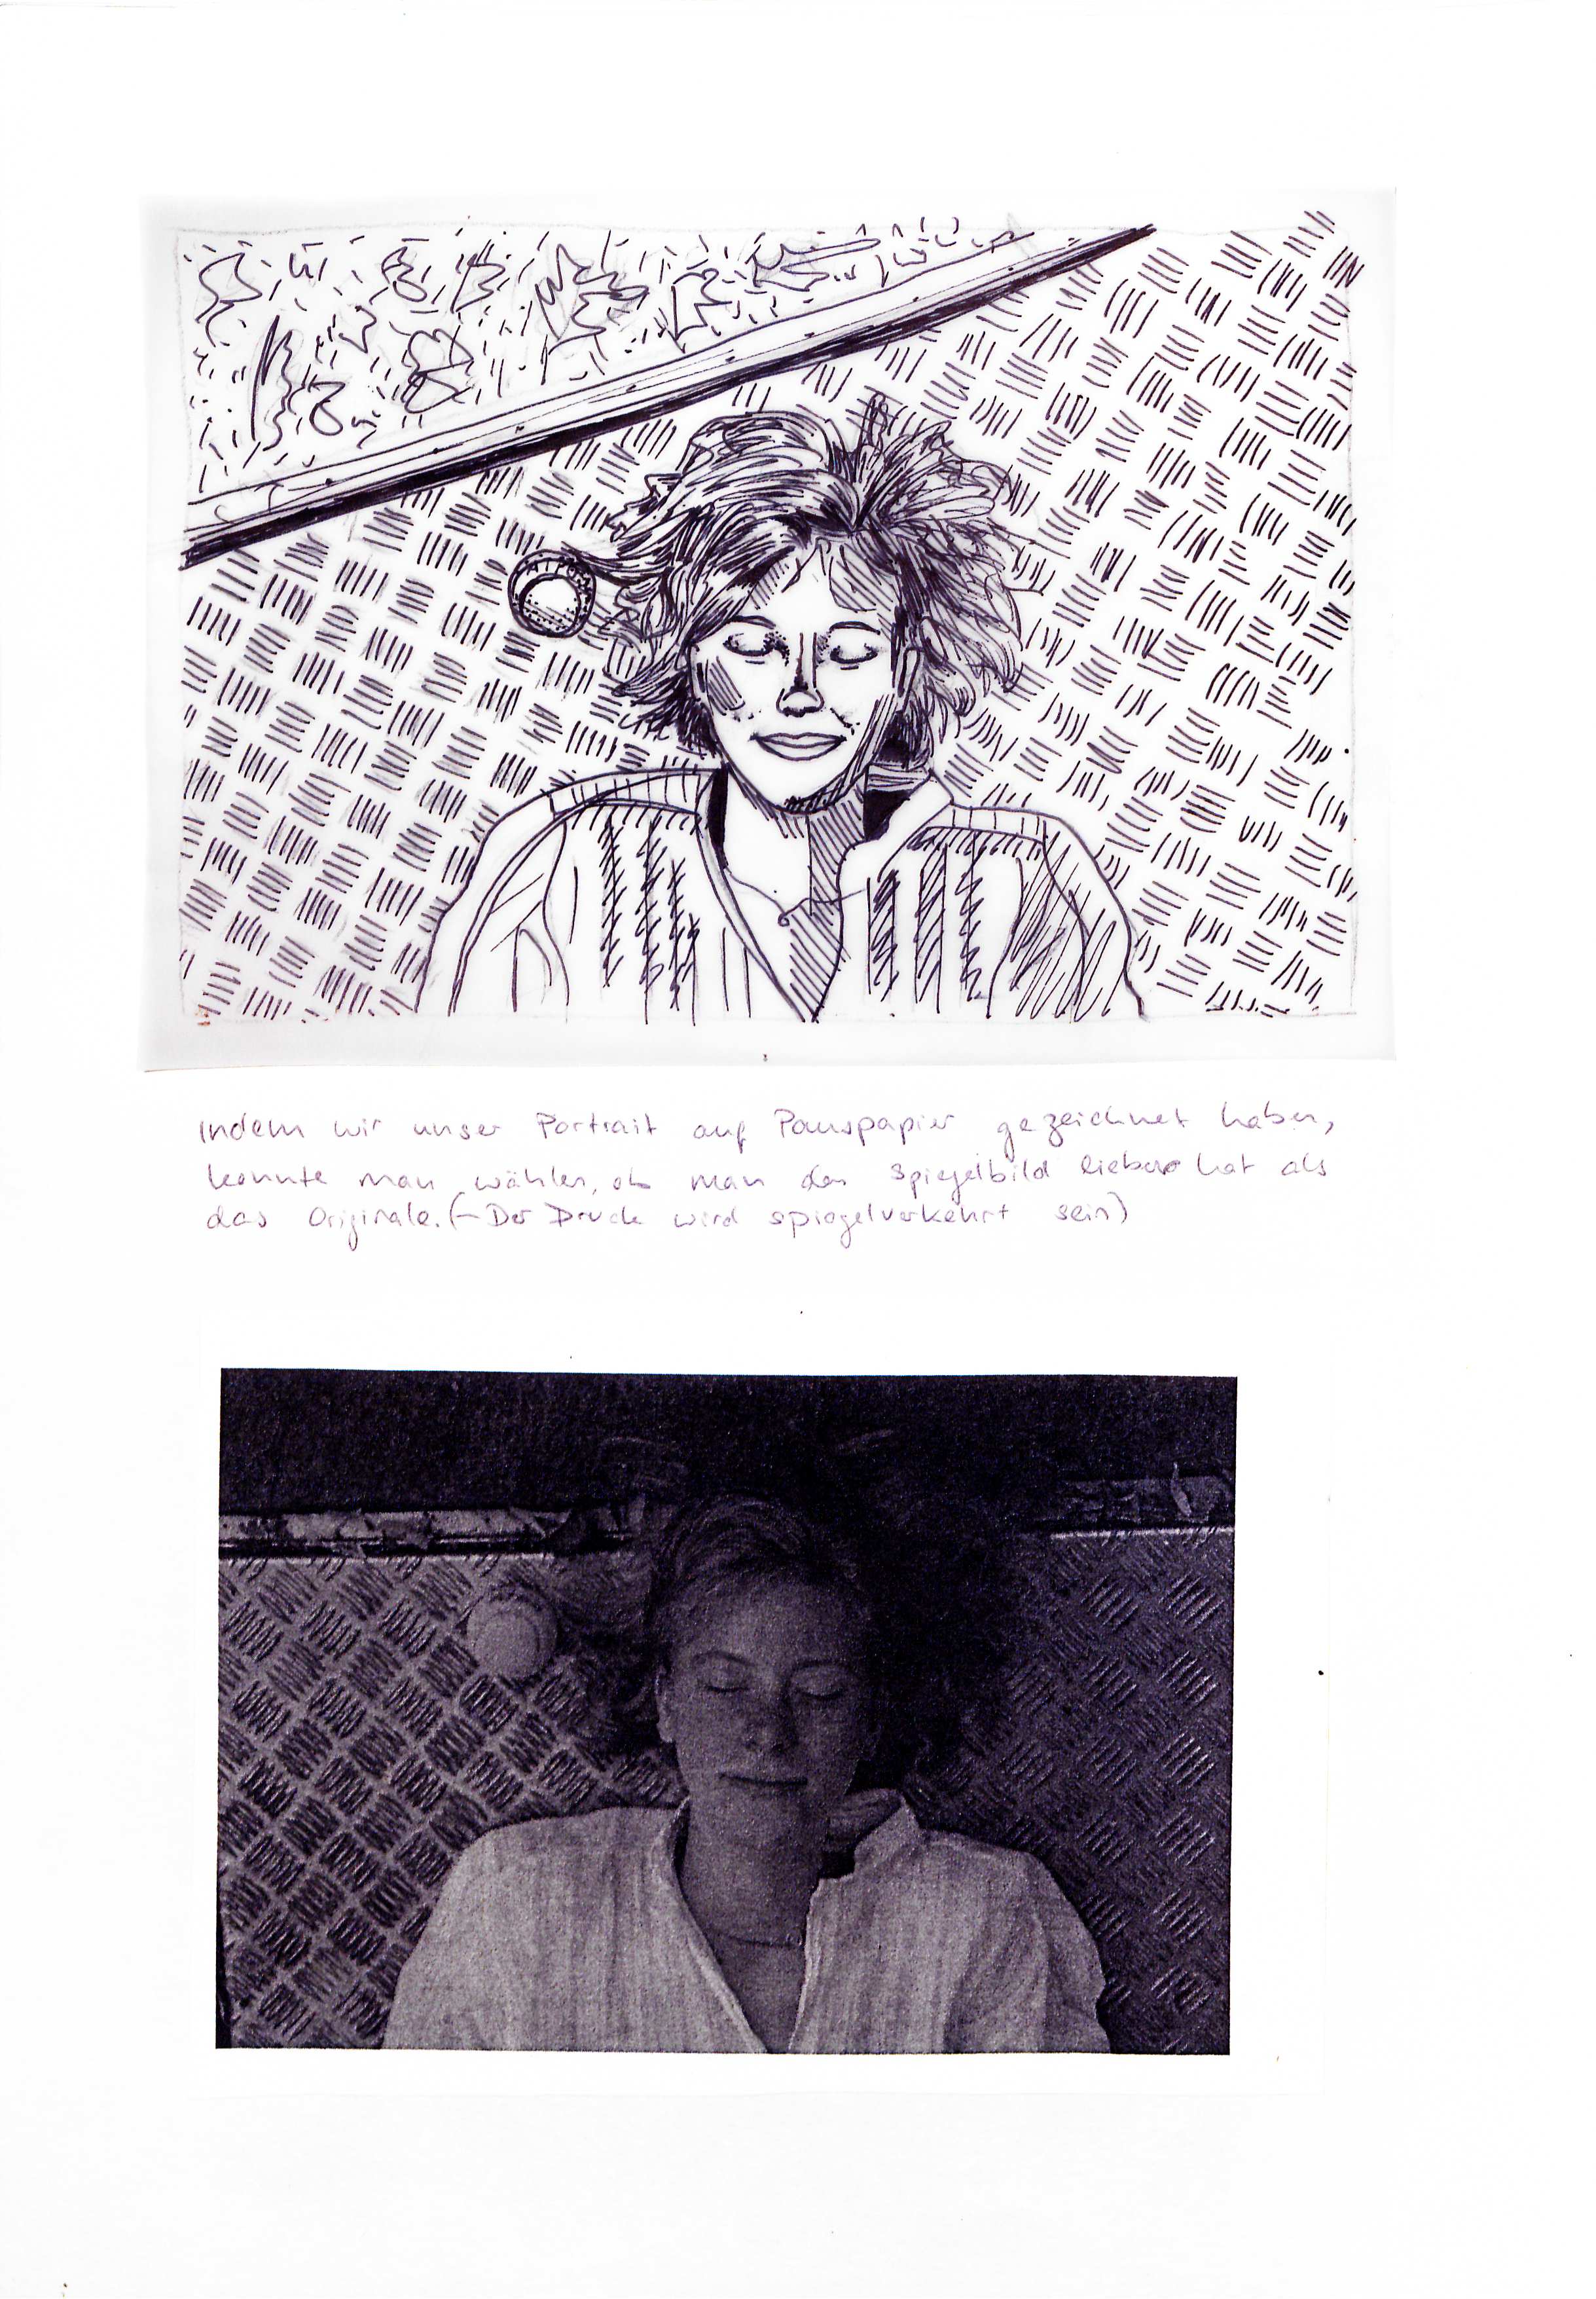 Indem wir unser Portrait auf Pauspapier gezeichnet haben,
konnte man wählen, ob man das Spiegelbild lieber hat als
das Originale. (→ Der Druck wird spiegelverkehrt sein)